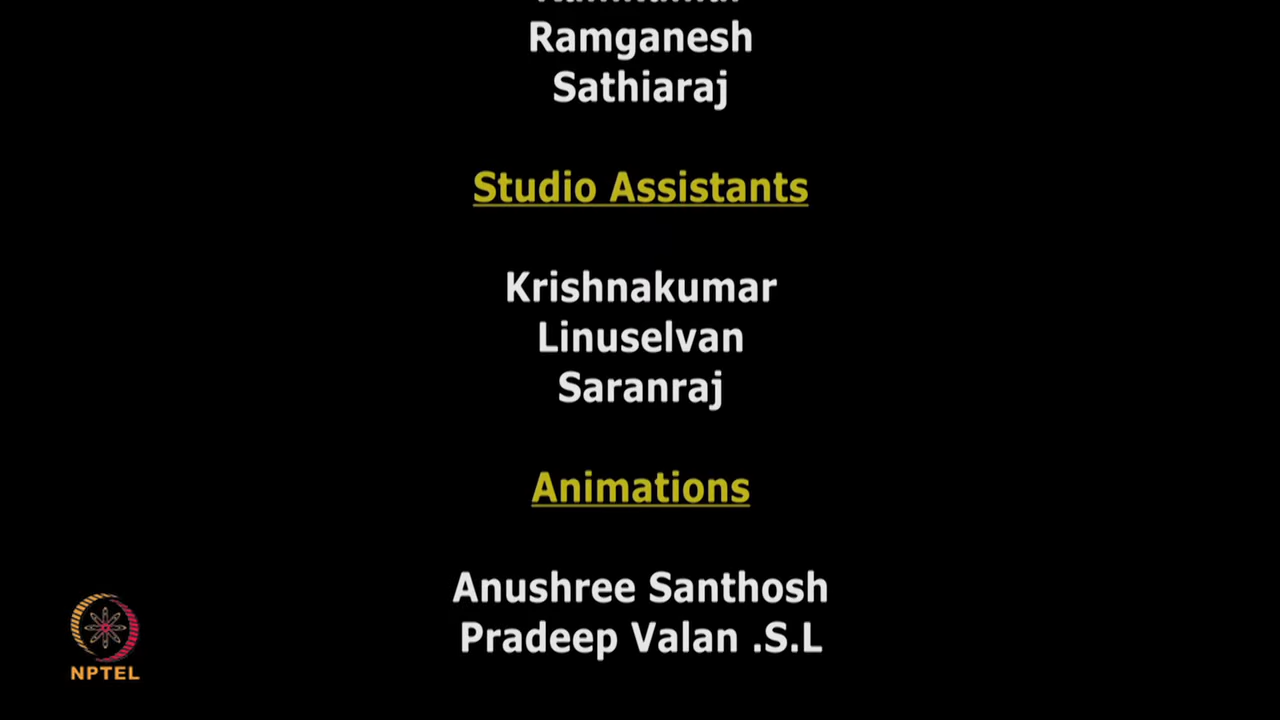 Ramganesh
Sathiaraj
Studio Assistants
Krishnakumar
Linuselvan
Saranraj
Animations
Anushree Santhosh
Pradeep Valan .S.L
NPTEL